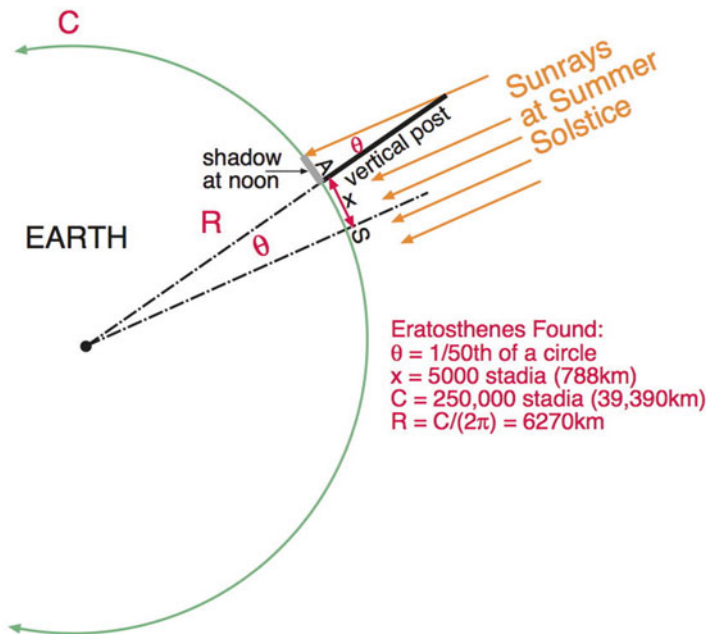 C
Sunrays
at Summer
Solstice
θ
vertical post
shadow
at noon
A
x
S
R
θ
EARTH
Eratosthenes Found:
θ = 1/50th of a circle
x = 5000 stadia (788km)
C = 250,000 stadia (39,390km)
R = C/(2π) = 6270km